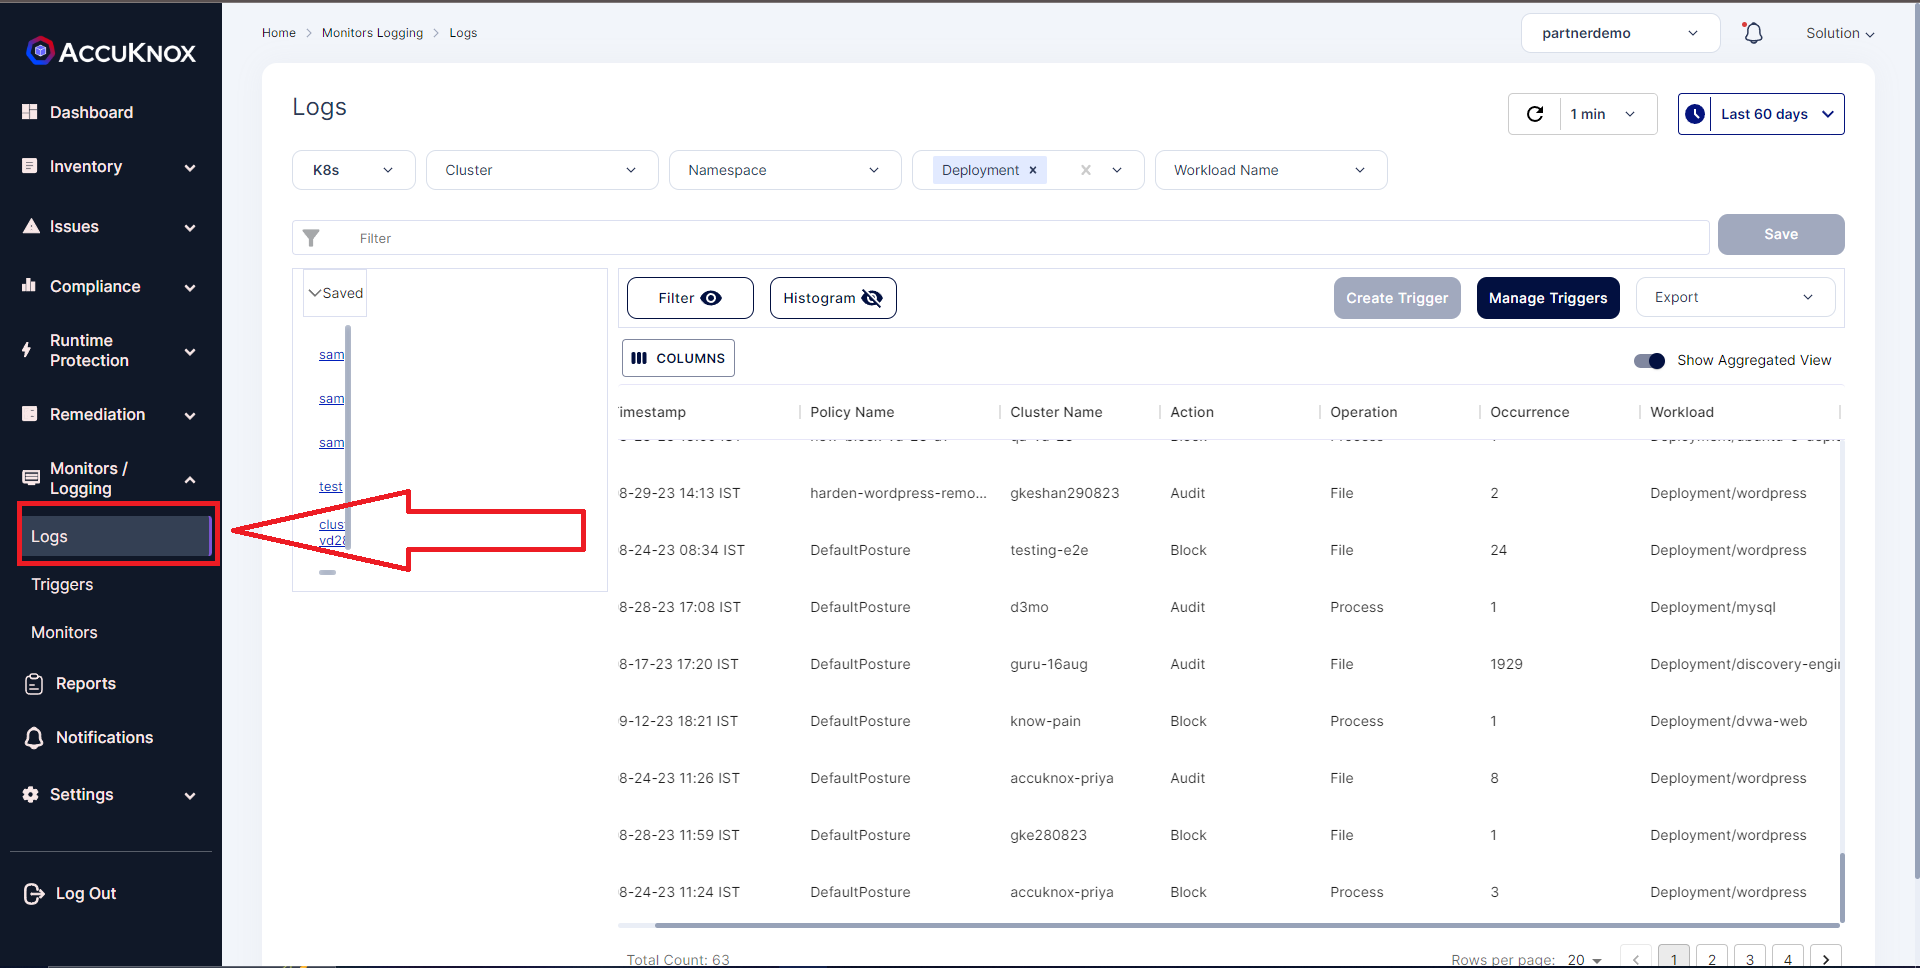 ACCUKNOX
Dashboard
Inventory
Issues
Compliance
Runtime
Protection
Remediation
Monitors /
Logging
Logs
Triggers
Monitors
Reports
Notifications
Settings
Log Out
Home > Monitors Logging > Logs
partnerdemo
Solution
Logs
1 min
Last 60 days
K8s
Cluster
Namespace
Deployment ×
Workload Name
Filter
Save
Saved
sam
sam
sam
test
Filter
Histogram
Create Trigger
Manage Triggers
Export
COLUMNS
Show Aggregated View
imestamp Policy Name Cluster Name Action Operation Occurrence Workload
8-29-23 14:13 IST harden-wordpress-remo... gkeshan290823 Audit File 2 Deployment/wordpress
8-24-23 08:34 IST DefaultPosture testing-e2e Block File 24 Deployment/wordpress
8-28-23 17:08 IST DefaultPosture d3mo Audit Process 1 Deployment/mysql
8-17-23 17:20 IST DefaultPosture guru-16aug Audit File 1929 Deployment/discovery-engi
9-12-23 18:21 IST DefaultPosture know-pain Block Process 1 Deployment/dvwa-web
8-24-23 11:26 IST DefaultPosture accuknox-priya Audit File 8 Deployment/wordpress
8-28-23 11:59 IST DefaultPosture gke280823 Block File 1 Deployment/wordpress
8-24-23 11:24 IST DefaultPosture accuknox-priya Block Process 3 Deployment/wordpress
Total Count: 63
Rows per page: 20
< 1 2 3 4 >